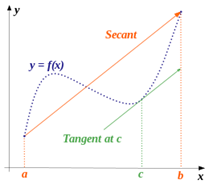 y
Secant
y = f(x)
Tangent at c
a
c
b
x